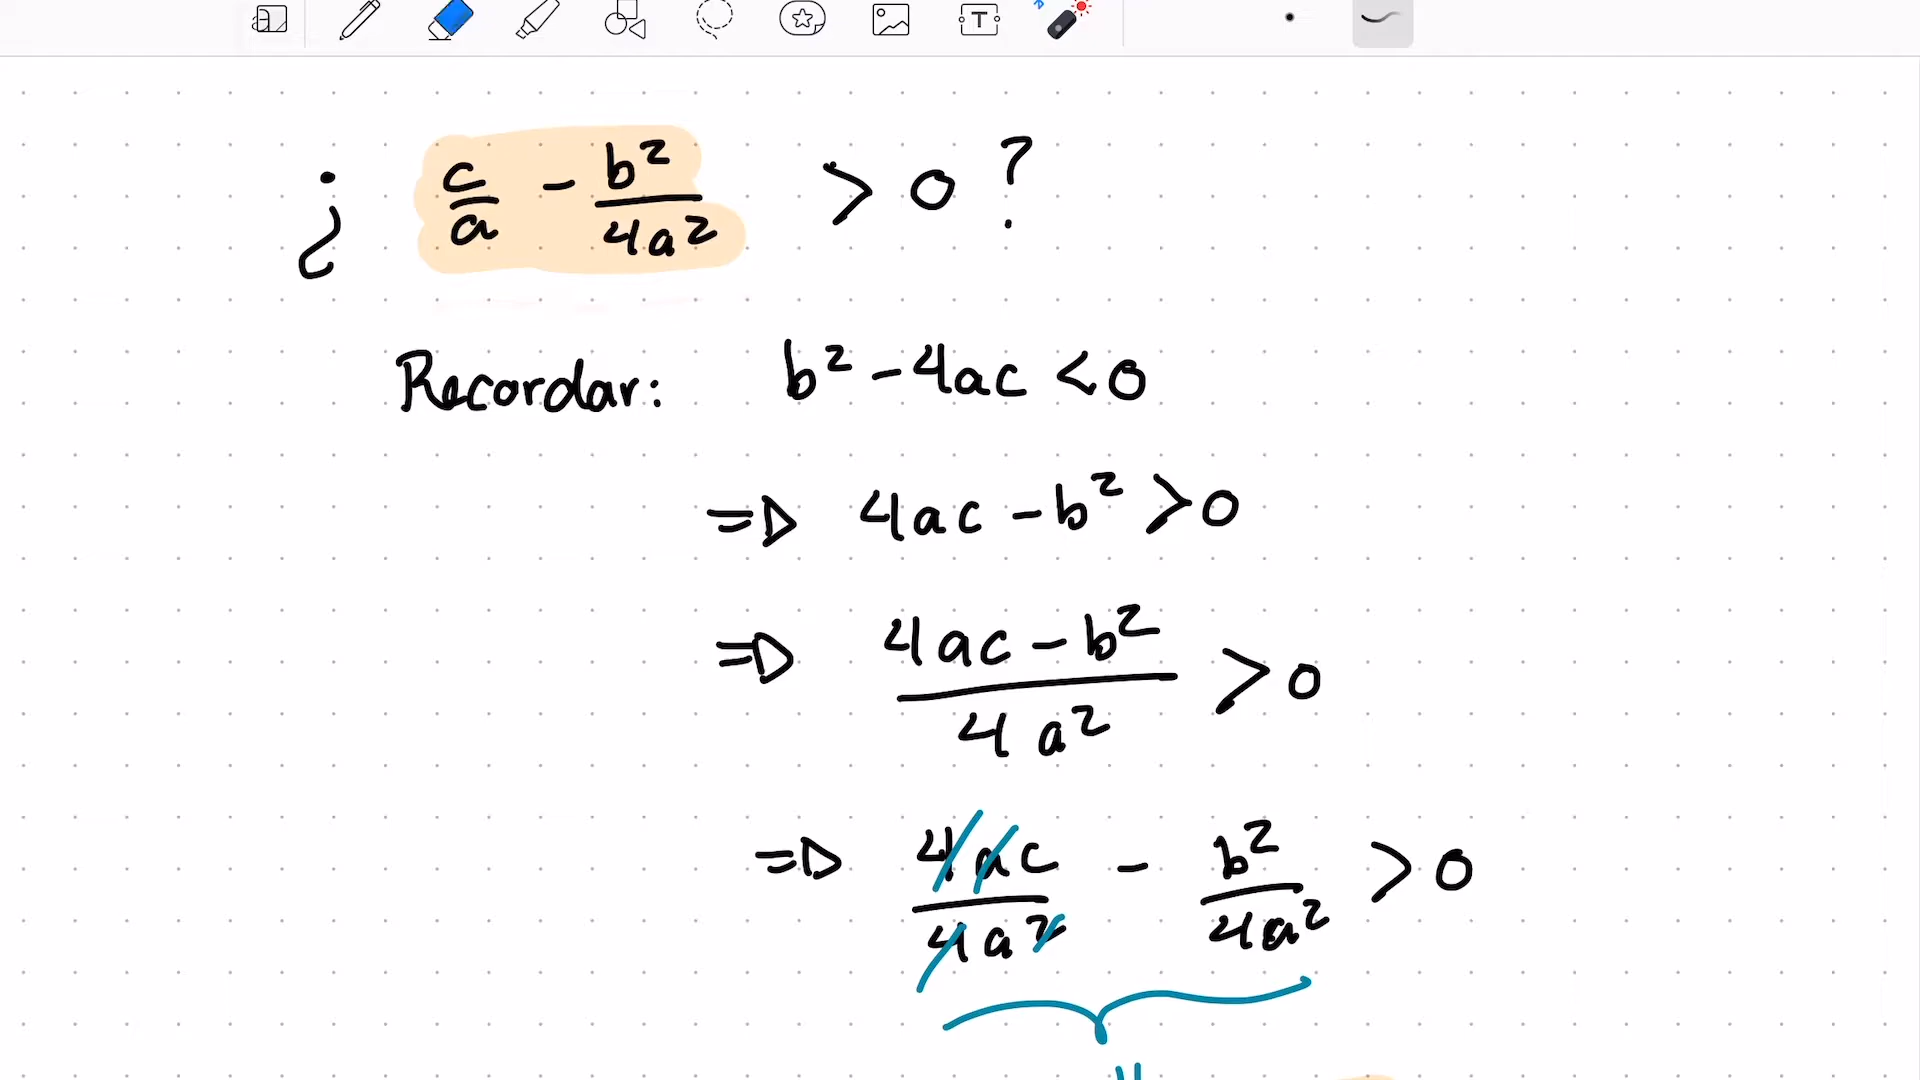 ¿ c/a - b²/4a² > 0 ?
Recordar: b² - 4ac < 0
⇒ 4ac - b² > 0
⇒ (4ac - b²)/4a² > 0
⇒ 4ac/4a² - b²/4a² > 0